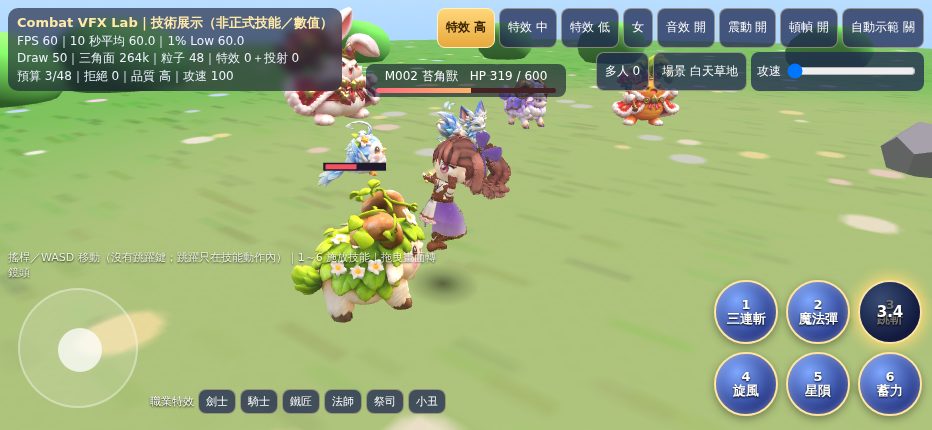 Combat VFX Lab｜技術展示（非正式技能／數值）
FPS 60｜10 秒平均 60.0｜1% Low 60.0
Draw 50｜三角面 264k｜粒子 48｜特效 0＋投射 0
預算 3/48｜拒絕 0｜品質 高｜攻速 100
特效 高
特效 中
特效 低
女
音效 開
震動 開
頓幀 開
自動示範 關
多人 0
場景 白天草地
攻速
M002 苔角獸 HP 319 / 600
搖桿／WASD 移動（沒有跳躍鍵；跳躍只在技能動作內）｜1～6 施放技能｜拖曳畫面轉
鏡頭
1
三連斬
2
魔法彈
3
3.4
跳斬
4
旋風
5
星隕
6
蓄力
職業特效
劍士
騎士
鐵匠
法師
祭司
小丑